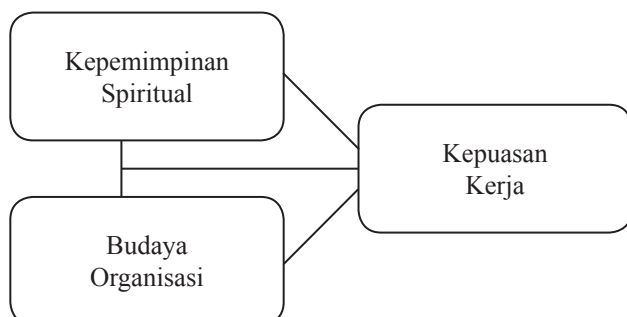 Kepemimpinan
Spiritual
Kepuasan
Kerja
Budaya
Organisasi